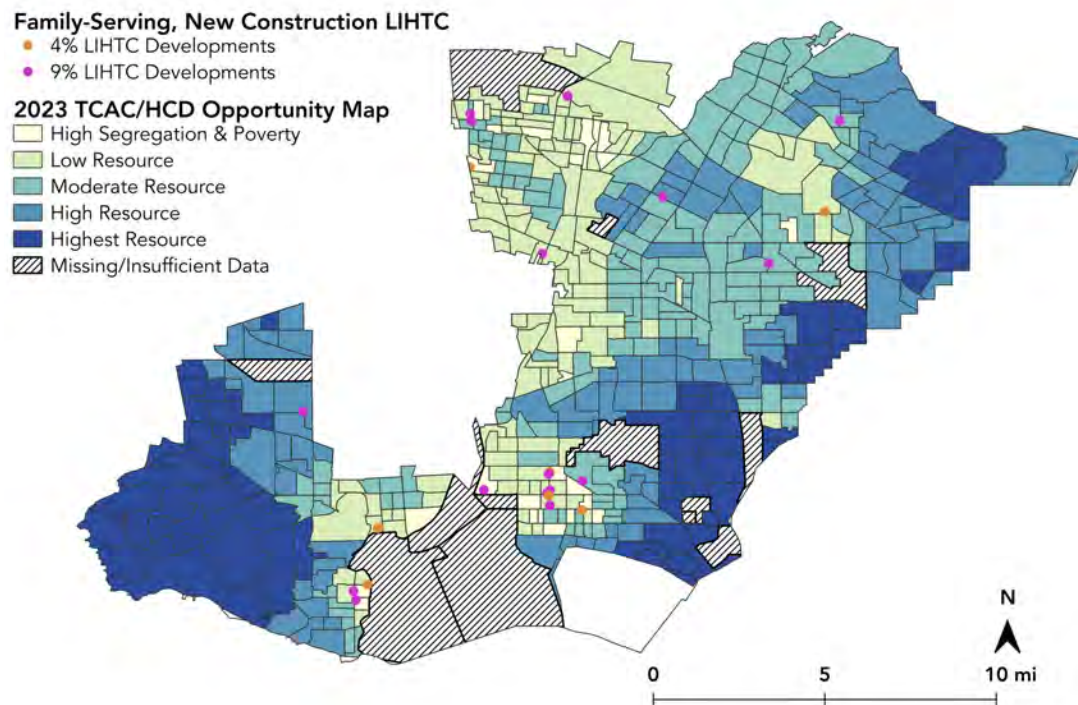 Family-Serving, New Construction LIHTC
4% LIHTC Developments
9% LIHTC Developments
2023 TCAC/HCD Opportunity Map
High Segregation & Poverty
Low Resource
Moderate Resource
High Resource
Highest Resource
Missing/Insufficient Data
N
0 5 10 mi